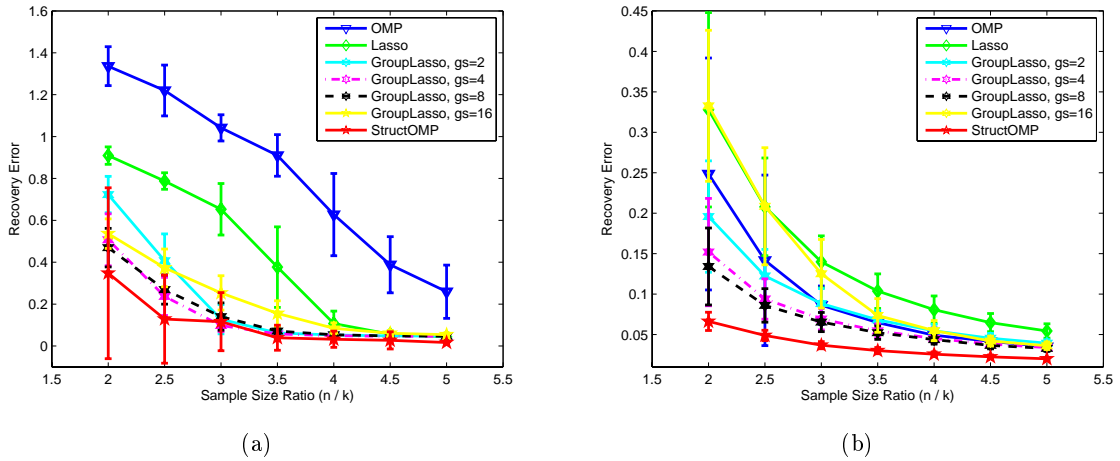 1.6
1.4
1.2
1
0.8
0.6
0.4
0.2
0
Recovery Error
1.5
2
2.5
3
3.5
4
4.5
5
5.5
Sample Size Ratio (n / k)
OMP
Lasso
GroupLasso, gs=2
GroupLasso, gs=4
GroupLasso, gs=8
GroupLasso, gs=16
StructOMP
(a)
0.45
0.4
0.35
0.3
0.25
0.2
0.15
0.1
0.05
Recovery Error
1.5
2
2.5
3
3.5
4
4.5
5
5.5
Sample Size Ratio (n / k)
OMP
Lasso
GroupLasso, gs=2
GroupLasso, gs=4
GroupLasso, gs=8
GroupLasso, gs=16
StructOMP
(b)